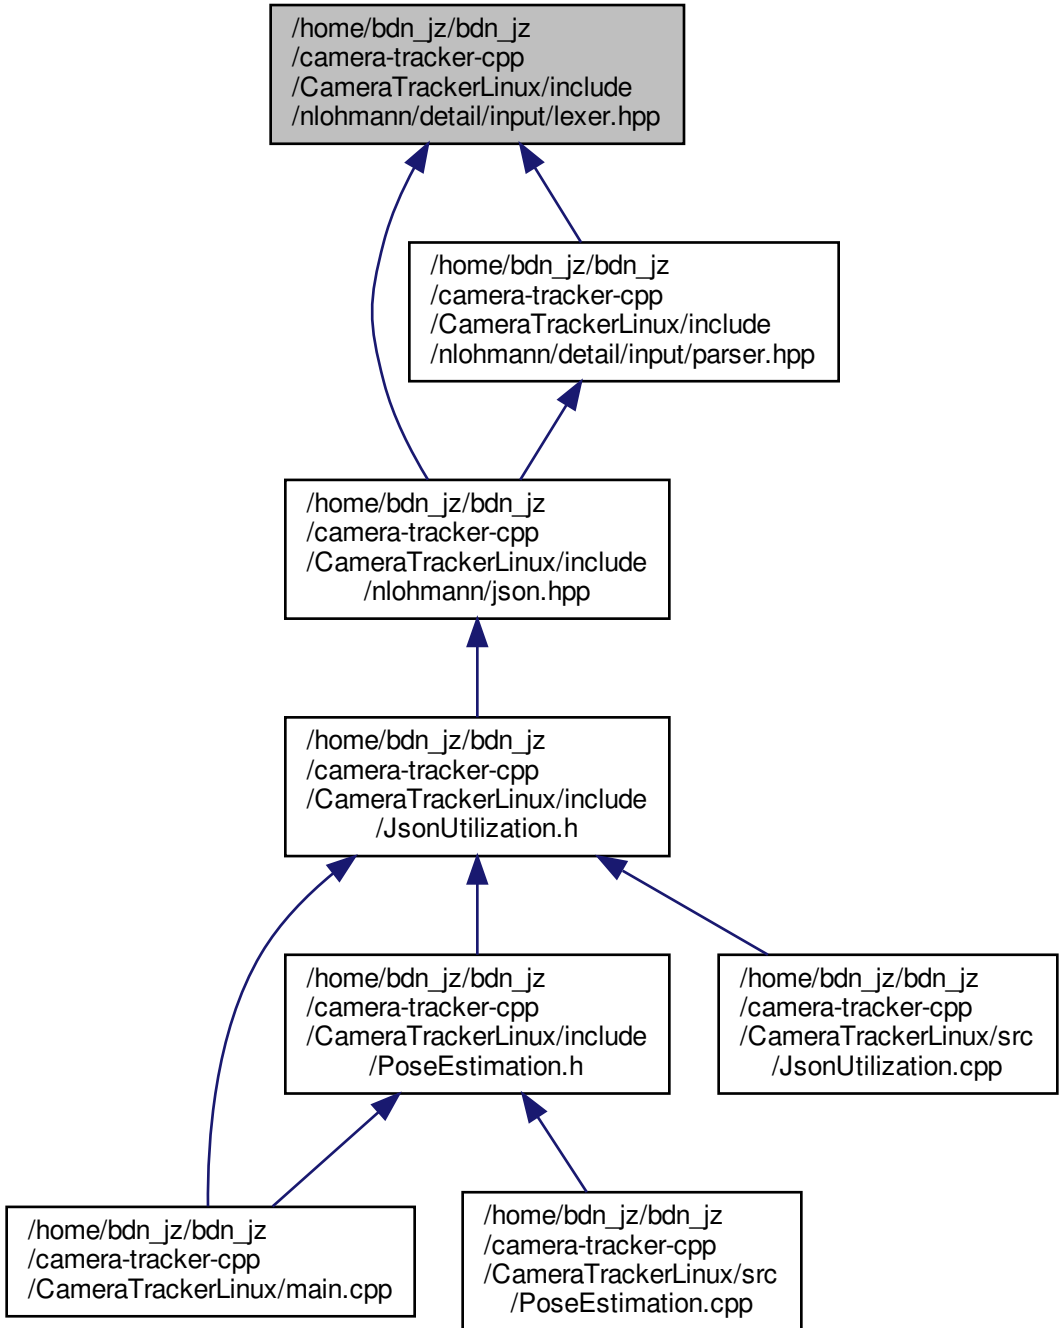 /home/bdn_jz/bdn_jz
/camera-tracker-cpp
/CameraTrackerLinux/include
/nlohmann/detail/input/lexer.hpp
/home/bdn_jz/bdn_jz
/camera-tracker-cpp
/CameraTrackerLinux/include
/nlohmann/detail/input/parser.hpp
/home/bdn_jz/bdn_jz
/camera-tracker-cpp
/CameraTrackerLinux/include
/nlohmann/json.hpp
/home/bdn_jz/bdn_jz
/camera-tracker-cpp
/CameraTrackerLinux/include
/JsonUtilization.h
/home/bdn_jz/bdn_jz
/camera-tracker-cpp
/CameraTrackerLinux/include
/PoseEstimation.h
/home/bdn_jz/bdn_jz
/camera-tracker-cpp
/CameraTrackerLinux/src
/JsonUtilization.cpp
/home/bdn_jz/bdn_jz
/camera-tracker-cpp
/CameraTrackerLinux/main.cpp
/home/bdn_jz/bdn_jz
/camera-tracker-cpp
/CameraTrackerLinux/src
/PoseEstimation.cpp